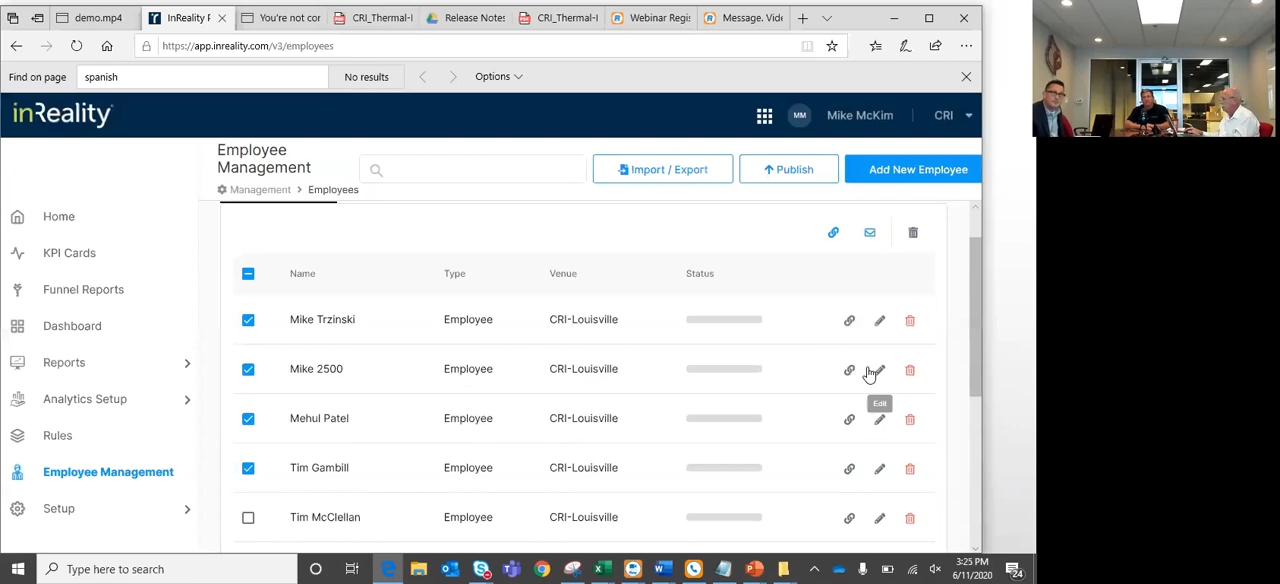 demo.mp4
InReality P
You're not con
CRI_Thermal-I
Release Notes
CRI_Thermal-I
Webinar Regis
Message. Vide
https://app.inreality.com/v3/employees
Find on page spanish No results Options
inReality
MM Mike McKim CRI
Employee
Management
Import / Export Publish Add New Employee
Management > Employees
Home
KPI Cards
Funnel Reports
Dashboard
Reports
Analytics Setup
Rules
Employee Management
Setup
Name Type Venue Status
Mike Trzinski Employee CRI-Louisville
Mike 2500 Employee CRI-Louisville
Edit
Mehul Patel Employee CRI-Louisville
Tim Gambill Employee CRI-Louisville
Tim McClellan Employee CRI-Louisville
Type here to search
3:25 PM
6/11/2020
24